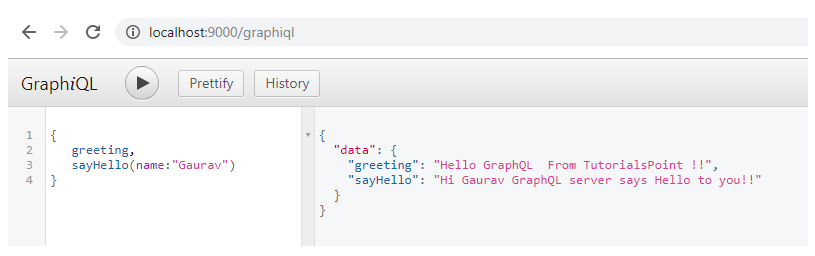 localhost:9000/graphiql
GraphiQL Prettify History
1 {
2 greeting,
3 sayHello(name:"Gaurav")
4 }
{
"data": {
"greeting": "Hello GraphQL  From TutorialsPoint !!",
"sayHello": "Hi Gaurav GraphQL server says Hello to you!!"
}
}